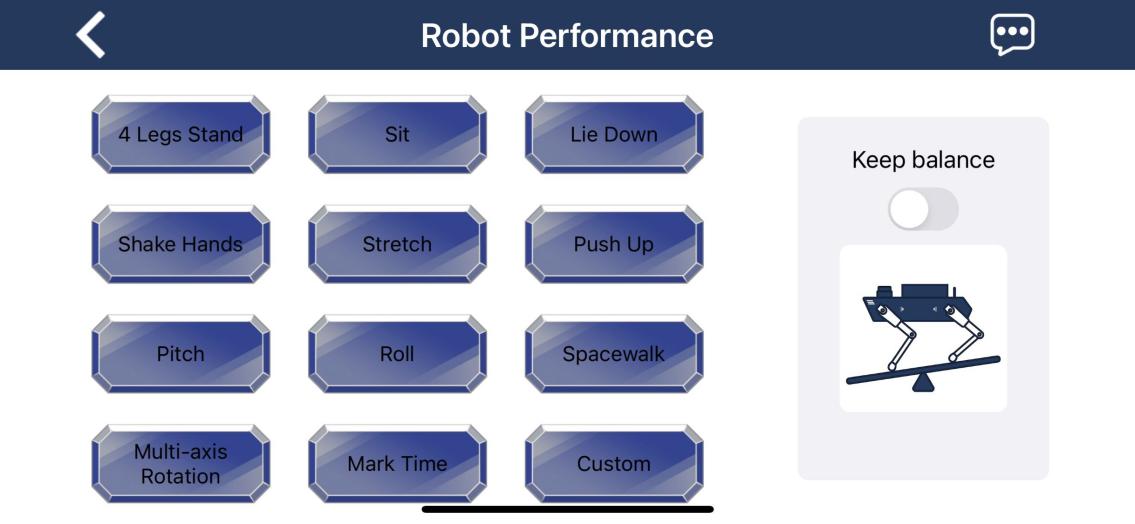 Robot Performance
4 Legs Stand
Sit
Lie Down
Keep balance
Shake Hands
Stretch
Push Up
Pitch
Roll
Spacewalk
Multi-axis
Rotation
Mark Time
Custom